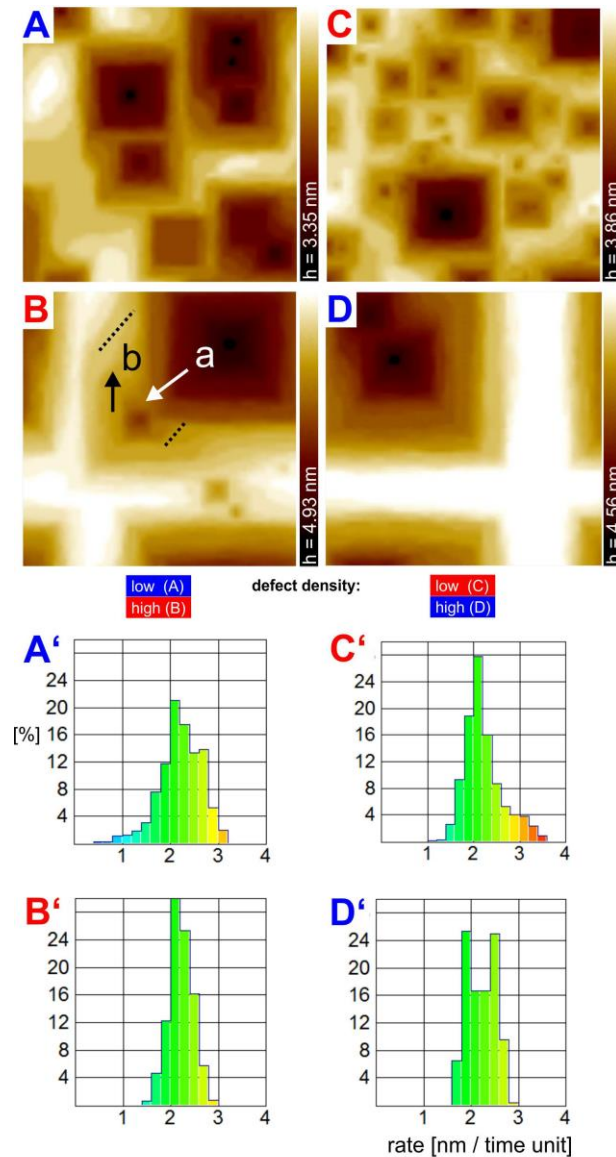 A
h = 3.35 nm
C
h = 3.86 nm
B
b
a
h = 4.93 nm
D
h = 4.56 nm
low (A)
high (B)
defect density:
low (C)
high (D)
A'
24
20
[%] 16
12
8
4
1 2 3 4
C'
24
20
16
12
8
4
1 2 3 4
B'
24
20
16
12
8
4
1 2 3 4
D'
24
20
16
12
8
4
1 2 3 4
rate [nm / time unit]